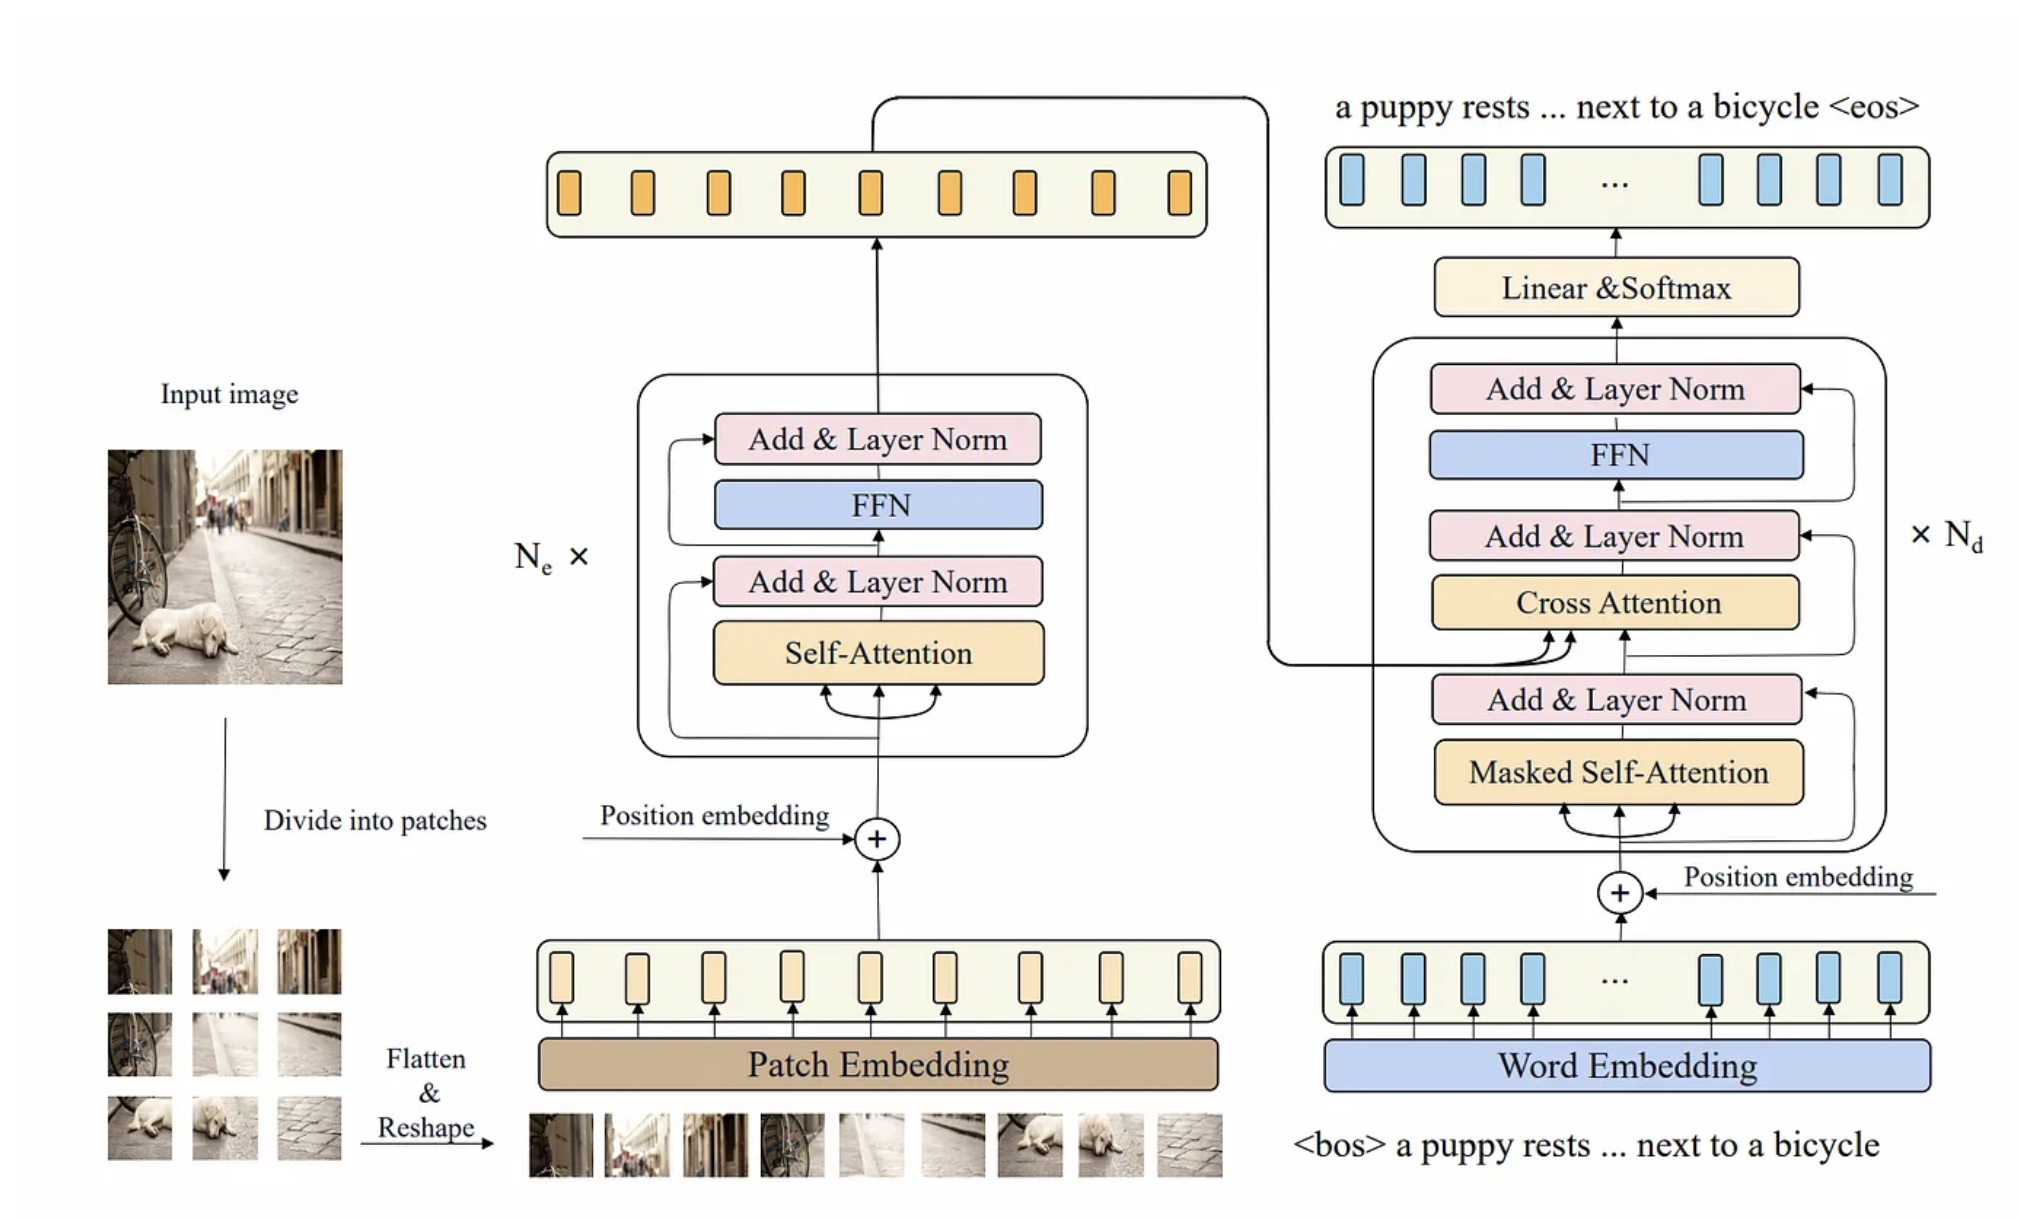 Input image
Divide into patches
Flatten
&
Reshape
Patch Embedding
Position embedding
+
N_e ×
Self-Attention
Add & Layer Norm
FFN
Add & Layer Norm
<bos> a puppy rests ... next to a bicycle
Word Embedding
...
Position embedding
+
Masked Self-Attention
Add & Layer Norm
Cross Attention
Add & Layer Norm
FFN
Add & Layer Norm
× N_d
Linear &Softmax
...
a puppy rests ... next to a bicycle <eos>